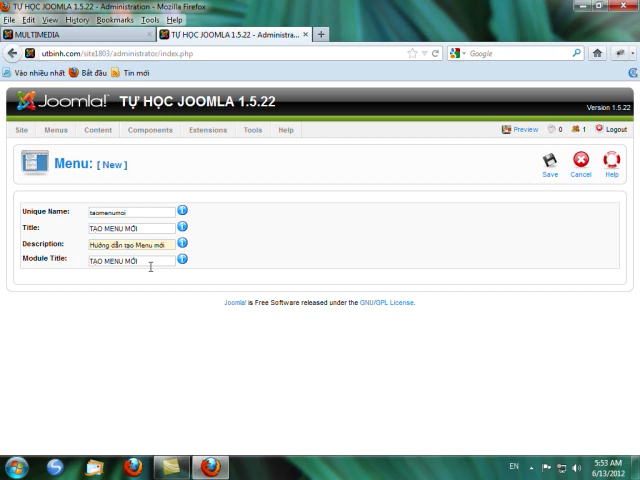 TỰ HỌC JOOMLA 1.5.22 - Administration - Mozilla Firefox
File Edit View History Bookmarks Tools Help
MULTIMEDIA
TỰ HỌC JOOMLA 1.5.22 - Administra...
utbinh.com/site1803/administrator/index.php
Google
Vào nhiều nhất Bắt đầu Tin mới
Joomla! TỰ HỌC JOOMLA 1.5.22
Version 1.5.22
Site Menus Content Components Extensions Tools Help
Preview 0 1 Logout
Menu: [ New ]
Save Cancel Help
Unique Name: taomenumoi
Title: TẠO MENU MỚI
Description: Hướng dẫn tạo Menu mới
Module Title: TẠO MENU MỚI
Joomla! is Free Software released under the GNU/GPL License.
EN
5:53 AM
6/13/2012